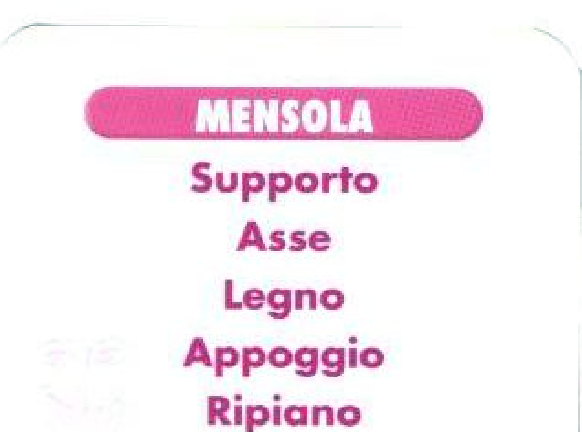 MENSOLA
Supporto
Asse
Legno
Appoggio
Ripiano